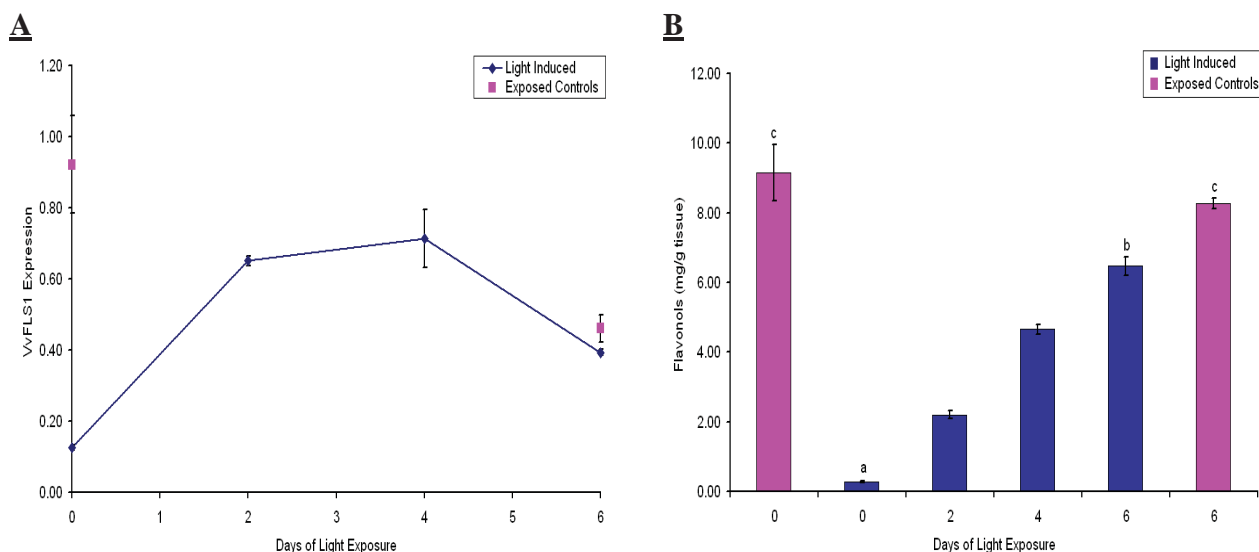 A
Light Induced
Exposed Controls
1.20
1.00
0.80
0.60
0.40
0.20
0.00
VvFLS1 Expression
0 1 2 3 4 5 6
Days of Light Exposure
B
Light Induced
Exposed Controls
12.00
10.00
8.00
6.00
4.00
2.00
0.00
Flavonols (mg/g tissue)
c
a
b
c
0 0 2 4 6 6
Days of Light Exposure